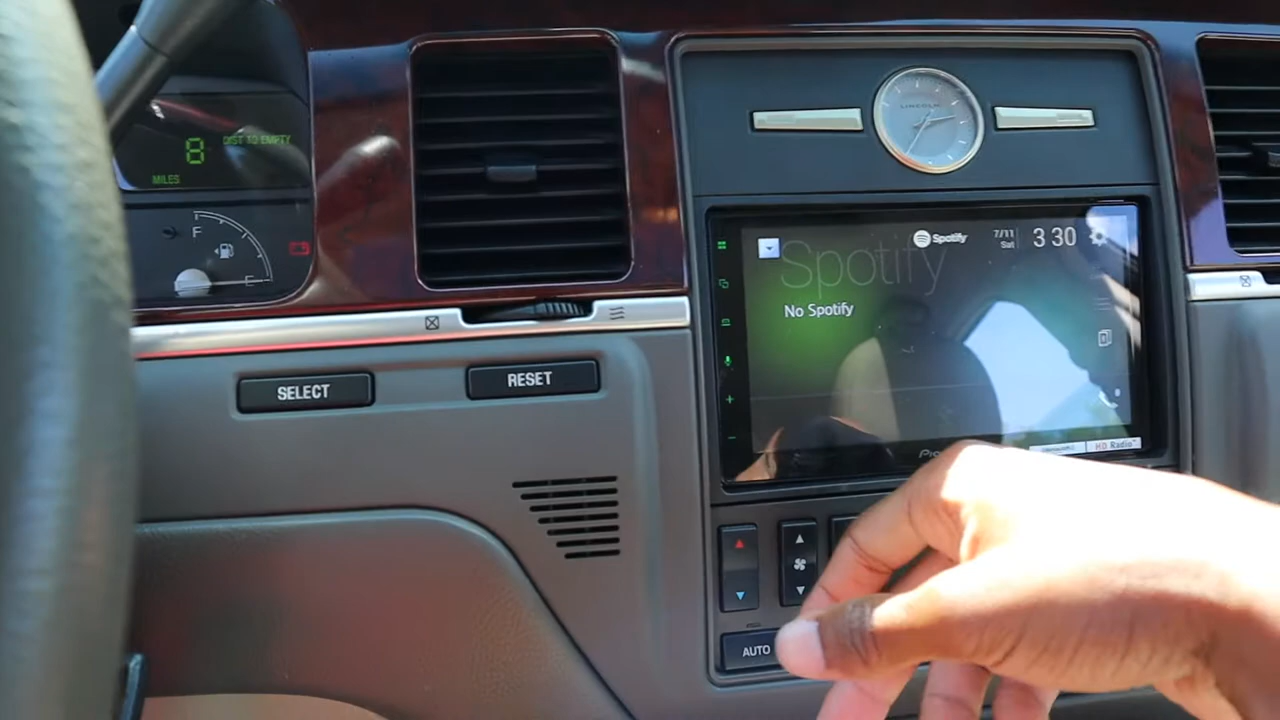 8
DIST TO EMPTY
MILES
F
E
SELECT
RESET
LINCOLN
Spotify
7/11
Sat
3 30
Spotify
No Spotify
HD Radio
AUTO